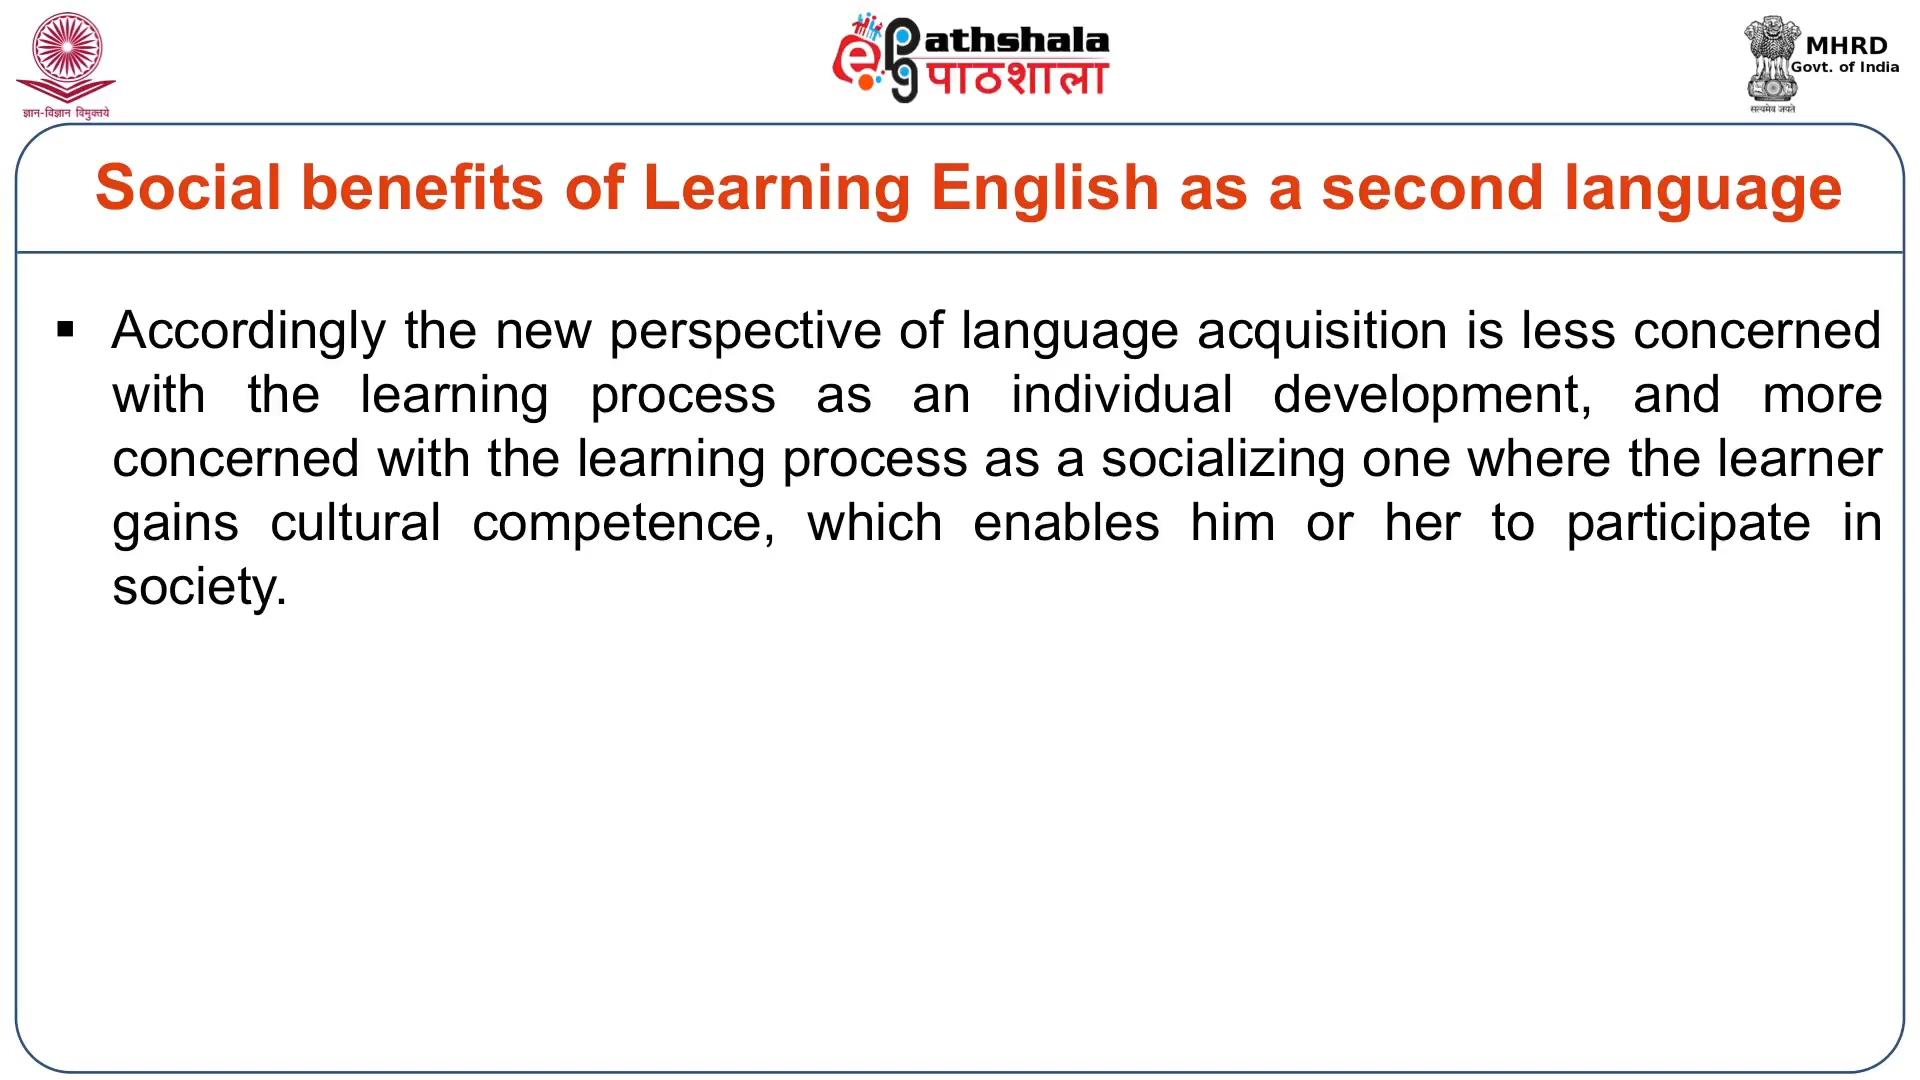 ज्ञान-विज्ञान विमुक्तये
ePathshala
pg पाठशाला
MHRD
Govt. of India
सत्यमेव जयते
Social benefits of Learning English as a second language
▪ Accordingly the new perspective of language acquisition is less concerned
with the learning process as an individual development, and more
concerned with the learning process as a socializing one where the learner
gains cultural competence, which enables him or her to participate in
society.